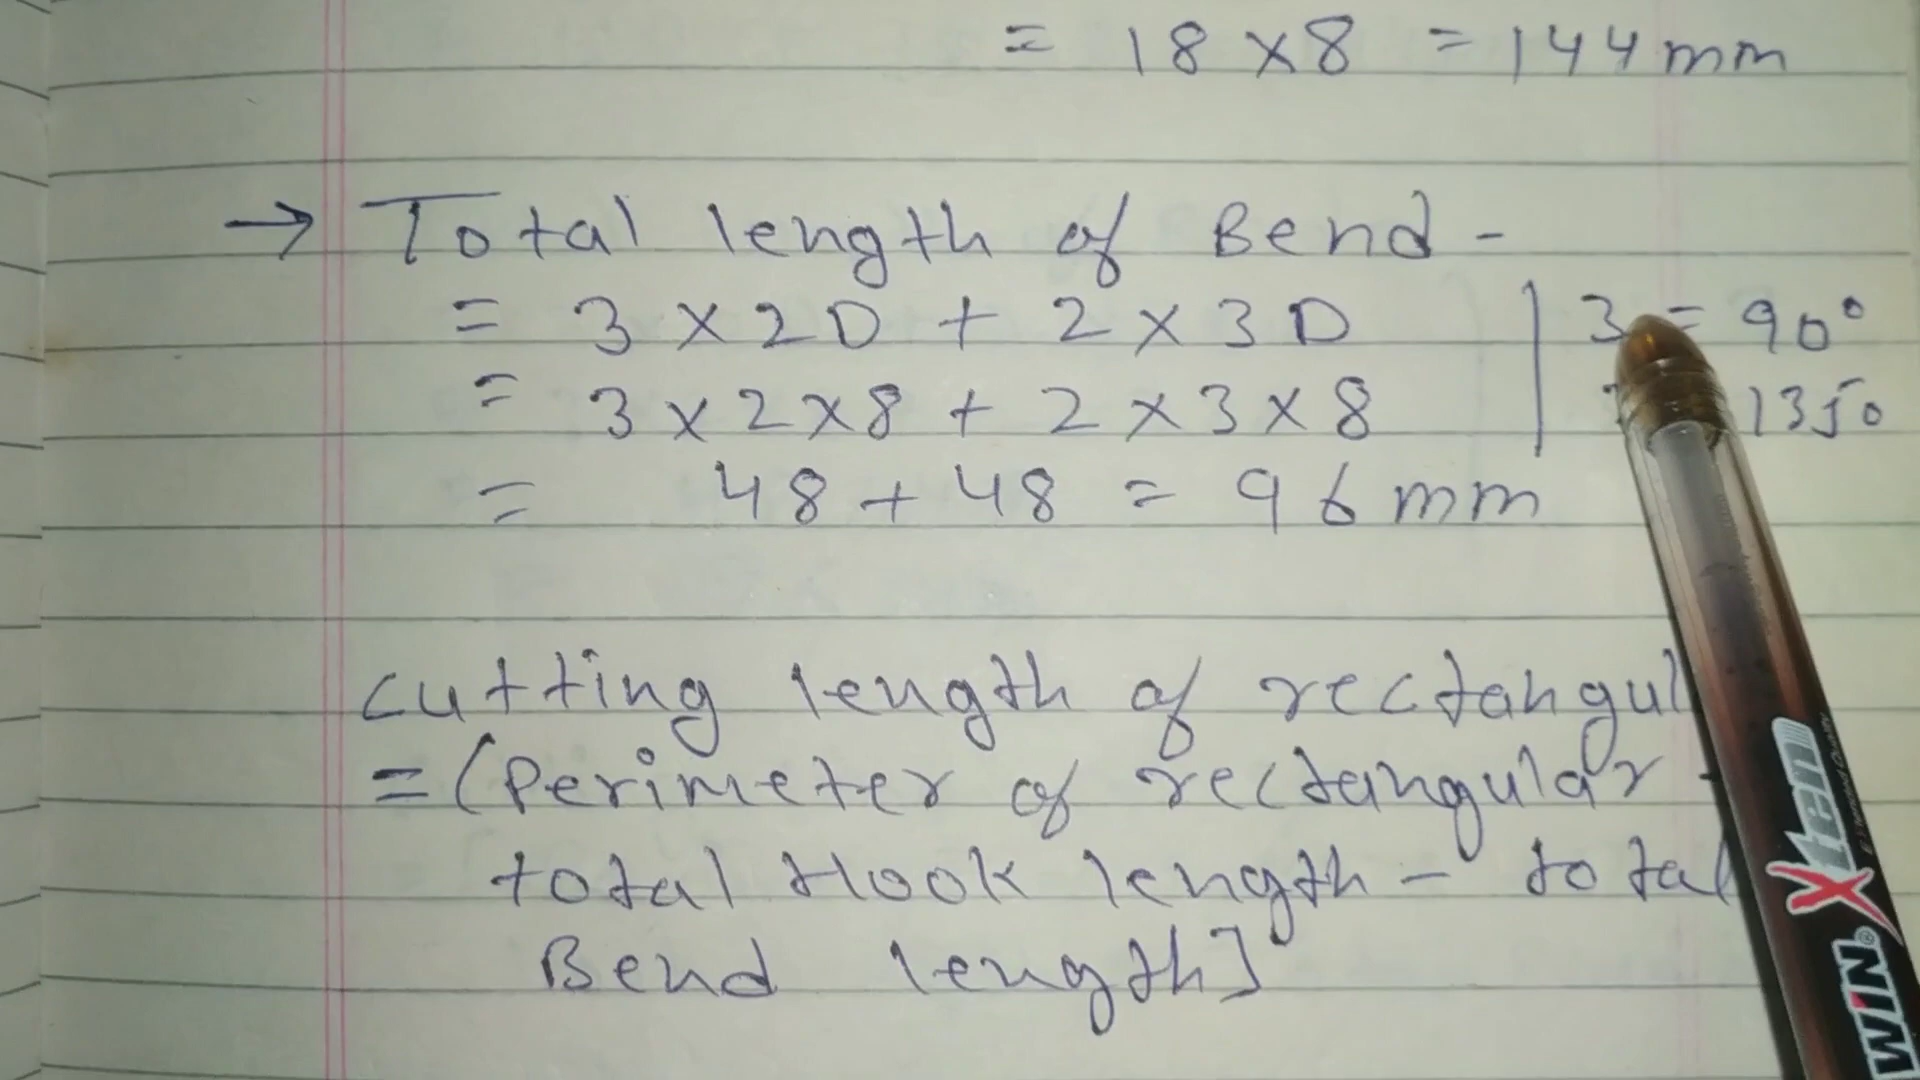 = 18 x 8 = 144 mm
→ Total length of Bend -
= 3 x 2D + 2 x 3D | 3 = 90°
= 3 x 2 x 8 + 2 x 3 x 8 | 135°
= 48 + 48 = 96 mm
cutting length of rectangul
= (Perimeter of rectangular
total Hook length - total
Bend length]
WIN Xten